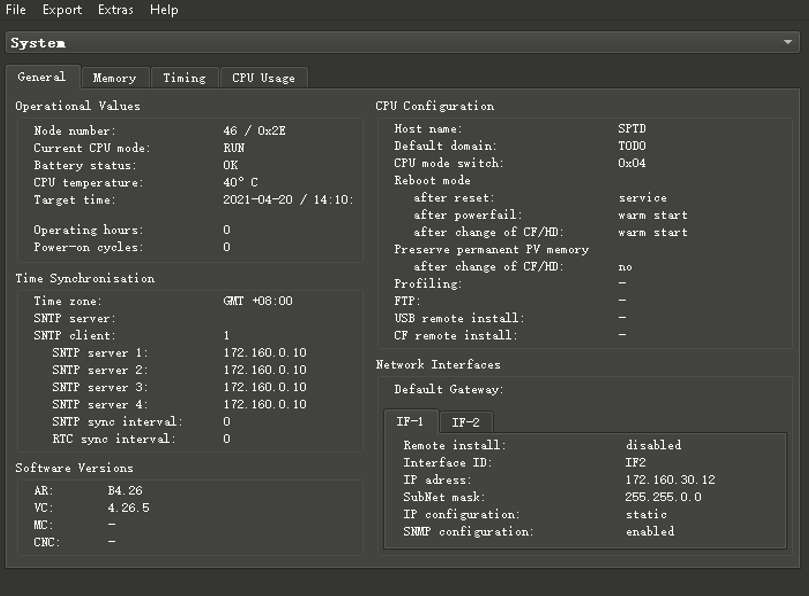 File Export Extras Help
System
General Memory Timing CPU Usage
Operational Values
Node number: 46 / 0x2E
Current CPU mode: RUN
Battery status: OK
CPU temperature: 40° C
Target time: 2021-04-20 / 14:10:
Operating hours: 0
Power-on cycles: 0
Time Synchronisation
Time zone: GMT +08:00
SNTP server:
SNTP client: 1
SNTP server 1: 172.160.0.10
SNTP server 2: 172.160.0.10
SNTP server 3: 172.160.0.10
SNTP server 4: 172.160.0.10
SNTP sync interval: 0
RTC sync interval: 0
Software Versions
AR: B4.26
VC: 4.26.5
MC: -
CNC: -
CPU Configuration
Host name: SPTD
Default domain: TODO
CPU mode switch: 0x04
Reboot mode
after reset: service
after powerfail: warm start
after change of CF/HD: warm start
Preserve permanent PV memory
after change of CF/HD: no
Profiling: -
FTP: -
USB remote install: -
CF remote install: -
Network Interfaces
Default Gateway:
IF-1 IF-2
Remote install: disabled
Interface ID: IF2
IP adress: 172.160.30.12
SubNet mask: 255.255.0.0
IP configuration: static
SNMP configuration: enabled